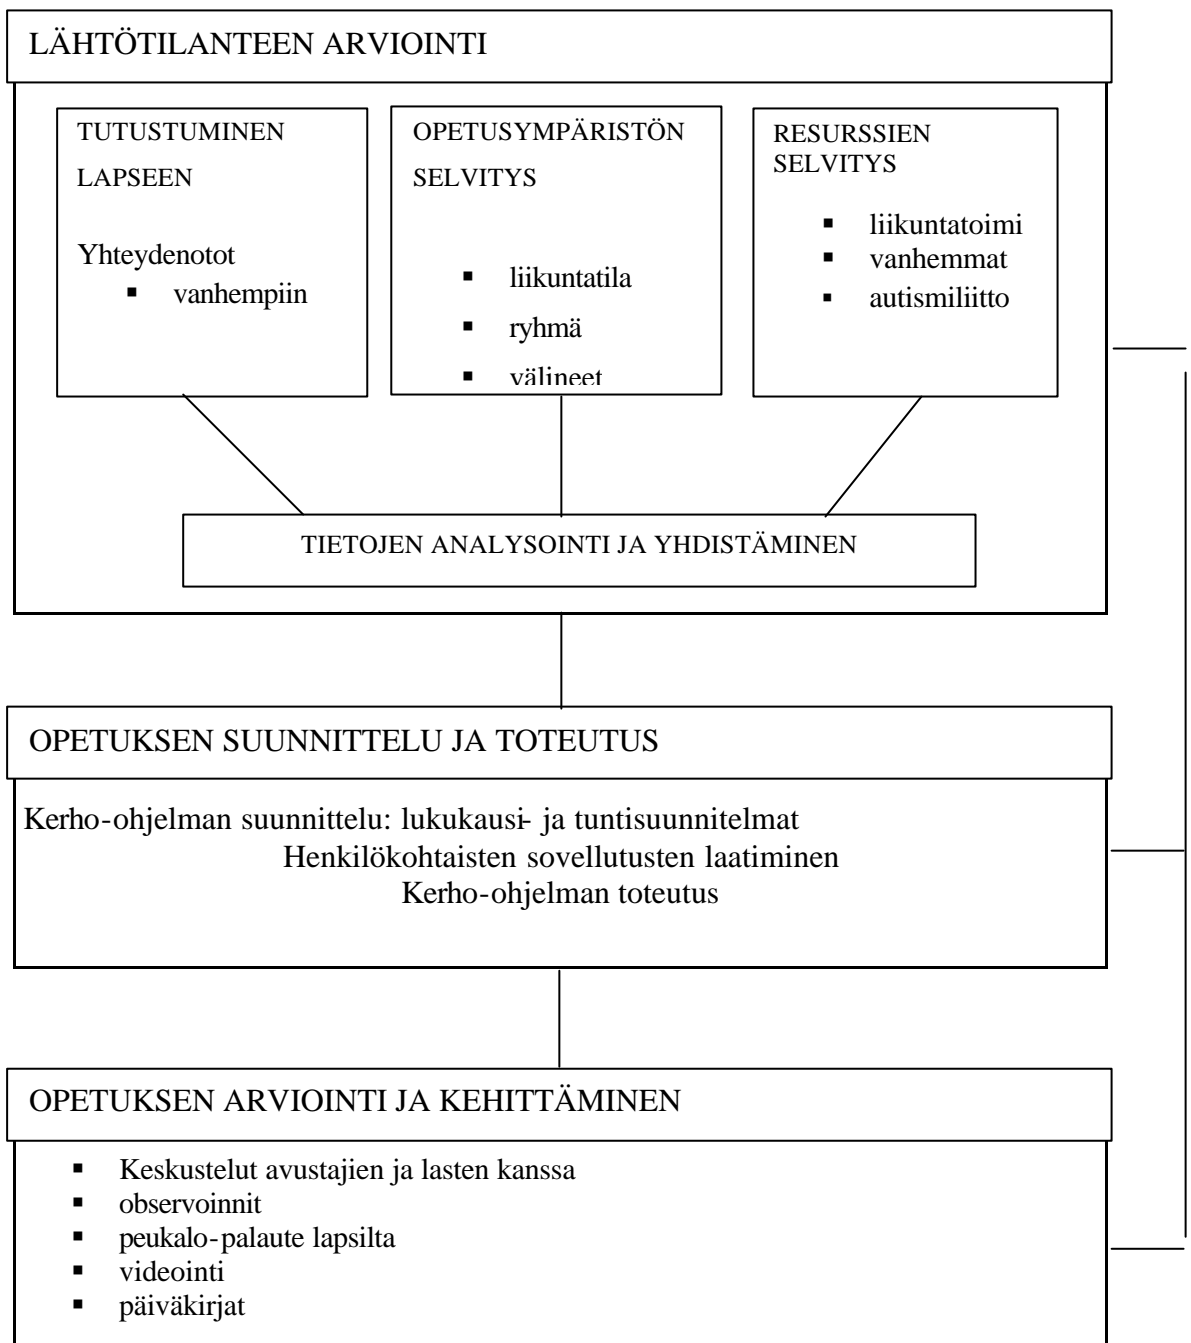 LÄHTÖTILANTEEN ARVIOINTI
TUTUSTUMINEN
LAPSEEN
Yhteydenotot
▪ vanhempiin
OPETUSYMPÄRISTÖN
SELVITYS
▪ liikuntatila
▪ ryhmä
▪ välineet
RESURSSIEN
SELVITYS
▪ liikuntatoimi
▪ vanhemmat
▪ autismiliitto
TIETOJEN ANALYSOINTI JA YHDISTÄMINEN
OPETUKSEN SUUNNITTELU JA TOTEUTUS
Kerho-ohjelman suunnittelu: lukukausi- ja tuntisuunnitelmat
Henkilökohtaisten sovellutusten laatiminen
Kerho-ohjelman toteutus
OPETUKSEN ARVIOINTI JA KEHITTÄMINEN
▪ Keskustelut avustajien ja lasten kanssa
▪ observoinnit
▪ peukalo-palaute lapsilta
▪ videointi
▪ päiväkirjat